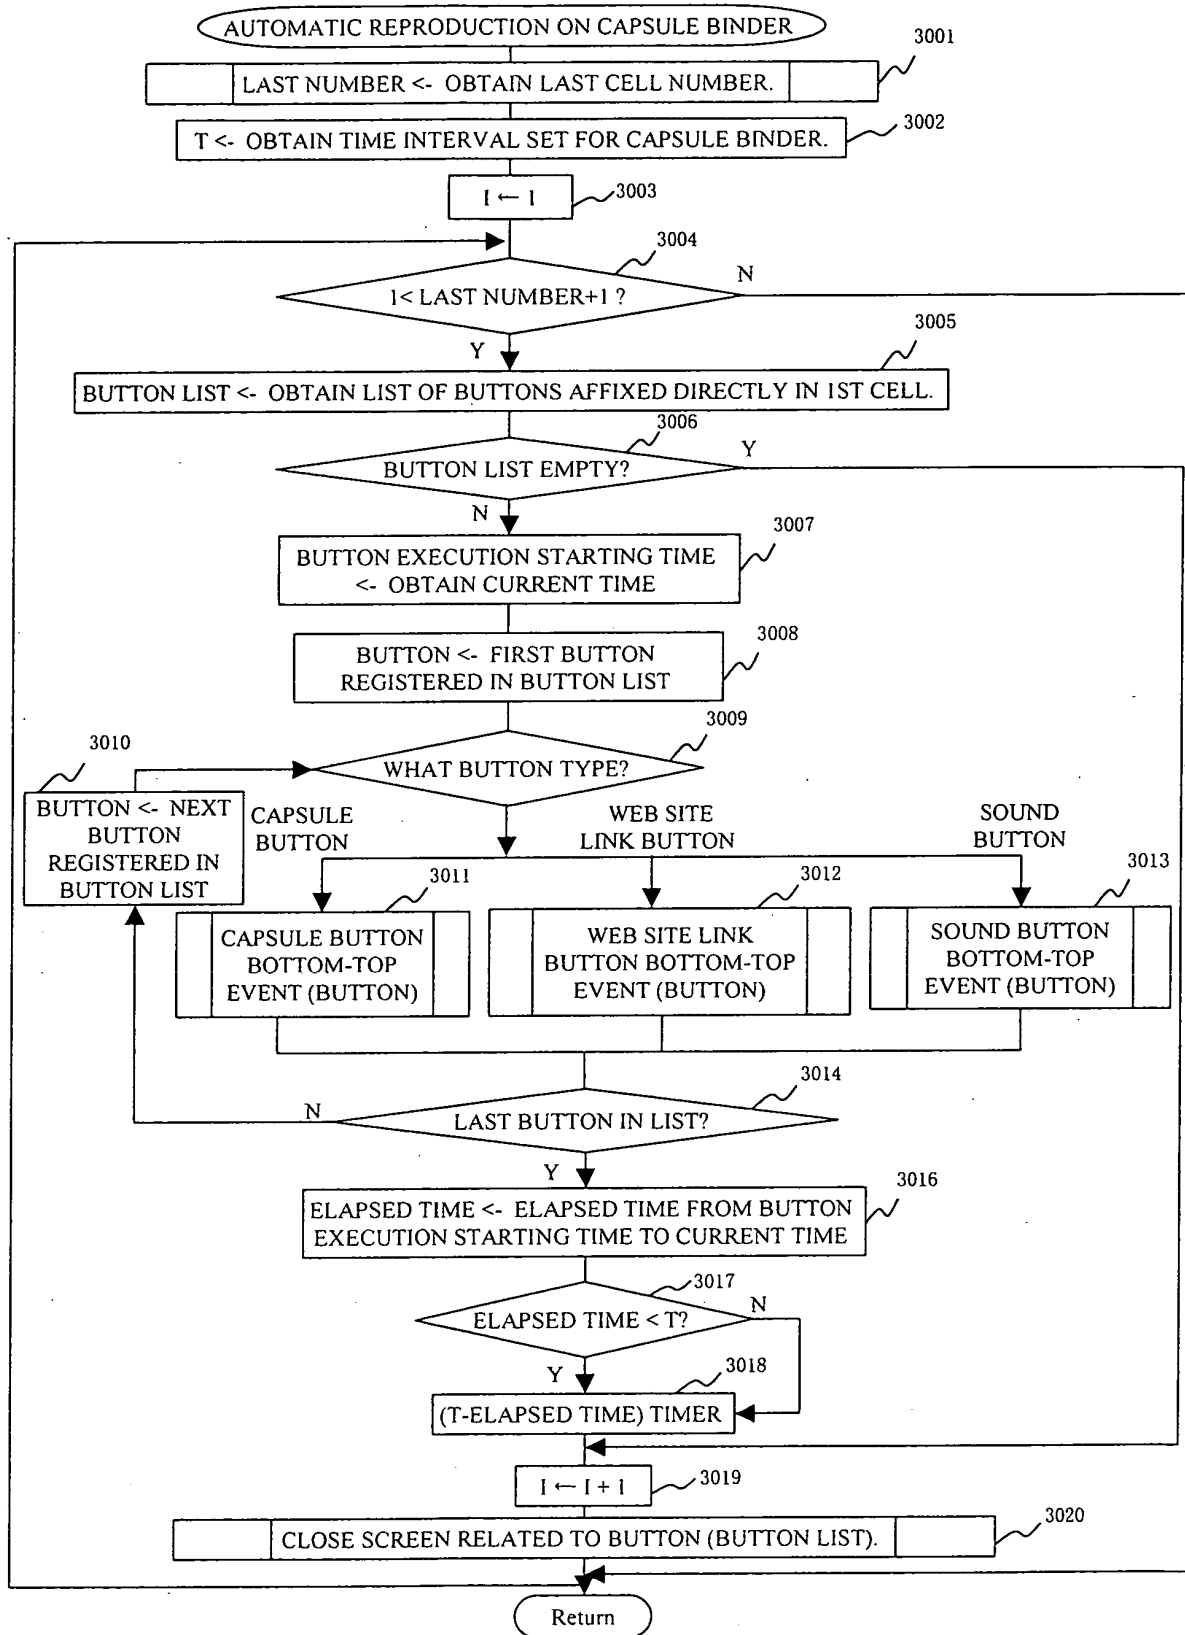 AUTOMATIC REPRODUCTION ON CAPSULE BINDER
3001
LAST NUMBER <- OBTAIN LAST CELL NUMBER.
3002
T <- OBTAIN TIME INTERVAL SET FOR CAPSULE BINDER.
I ← 1
3003
3004
N
1< LAST NUMBER+1 ?
3005
Y
BUTTON LIST <- OBTAIN LIST OF BUTTONS AFFIXED DIRECTLY IN 1ST CELL.
3006
Y
BUTTON LIST EMPTY?
N
3007
BUTTON EXECUTION STARTING TIME
<- OBTAIN CURRENT TIME
3008
BUTTON <- FIRST BUTTON
REGISTERED IN BUTTON LIST
3009
3010
WHAT BUTTON TYPE?
BUTTON <- NEXT
BUTTON
REGISTERED IN
BUTTON LIST
CAPSULE
BUTTON
WEB SITE
LINK BUTTON
SOUND
BUTTON
3011
3012
3013
CAPSULE BUTTON
BOTTOM-TOP
EVENT (BUTTON)
WEB SITE LINK
BUTTON BOTTOM-TOP
EVENT (BUTTON)
SOUND BUTTON
BOTTOM-TOP
EVENT (BUTTON)
3014
N
LAST BUTTON IN LIST?
Y
3016
ELAPSED TIME <- ELAPSED TIME FROM BUTTON
EXECUTION STARTING TIME TO CURRENT TIME
3017
N
ELAPSED TIME < T?
Y
3018
(T-ELAPSED TIME) TIMER
I ← I + 1
3019
3020
CLOSE SCREEN RELATED TO BUTTON (BUTTON LIST).
Return